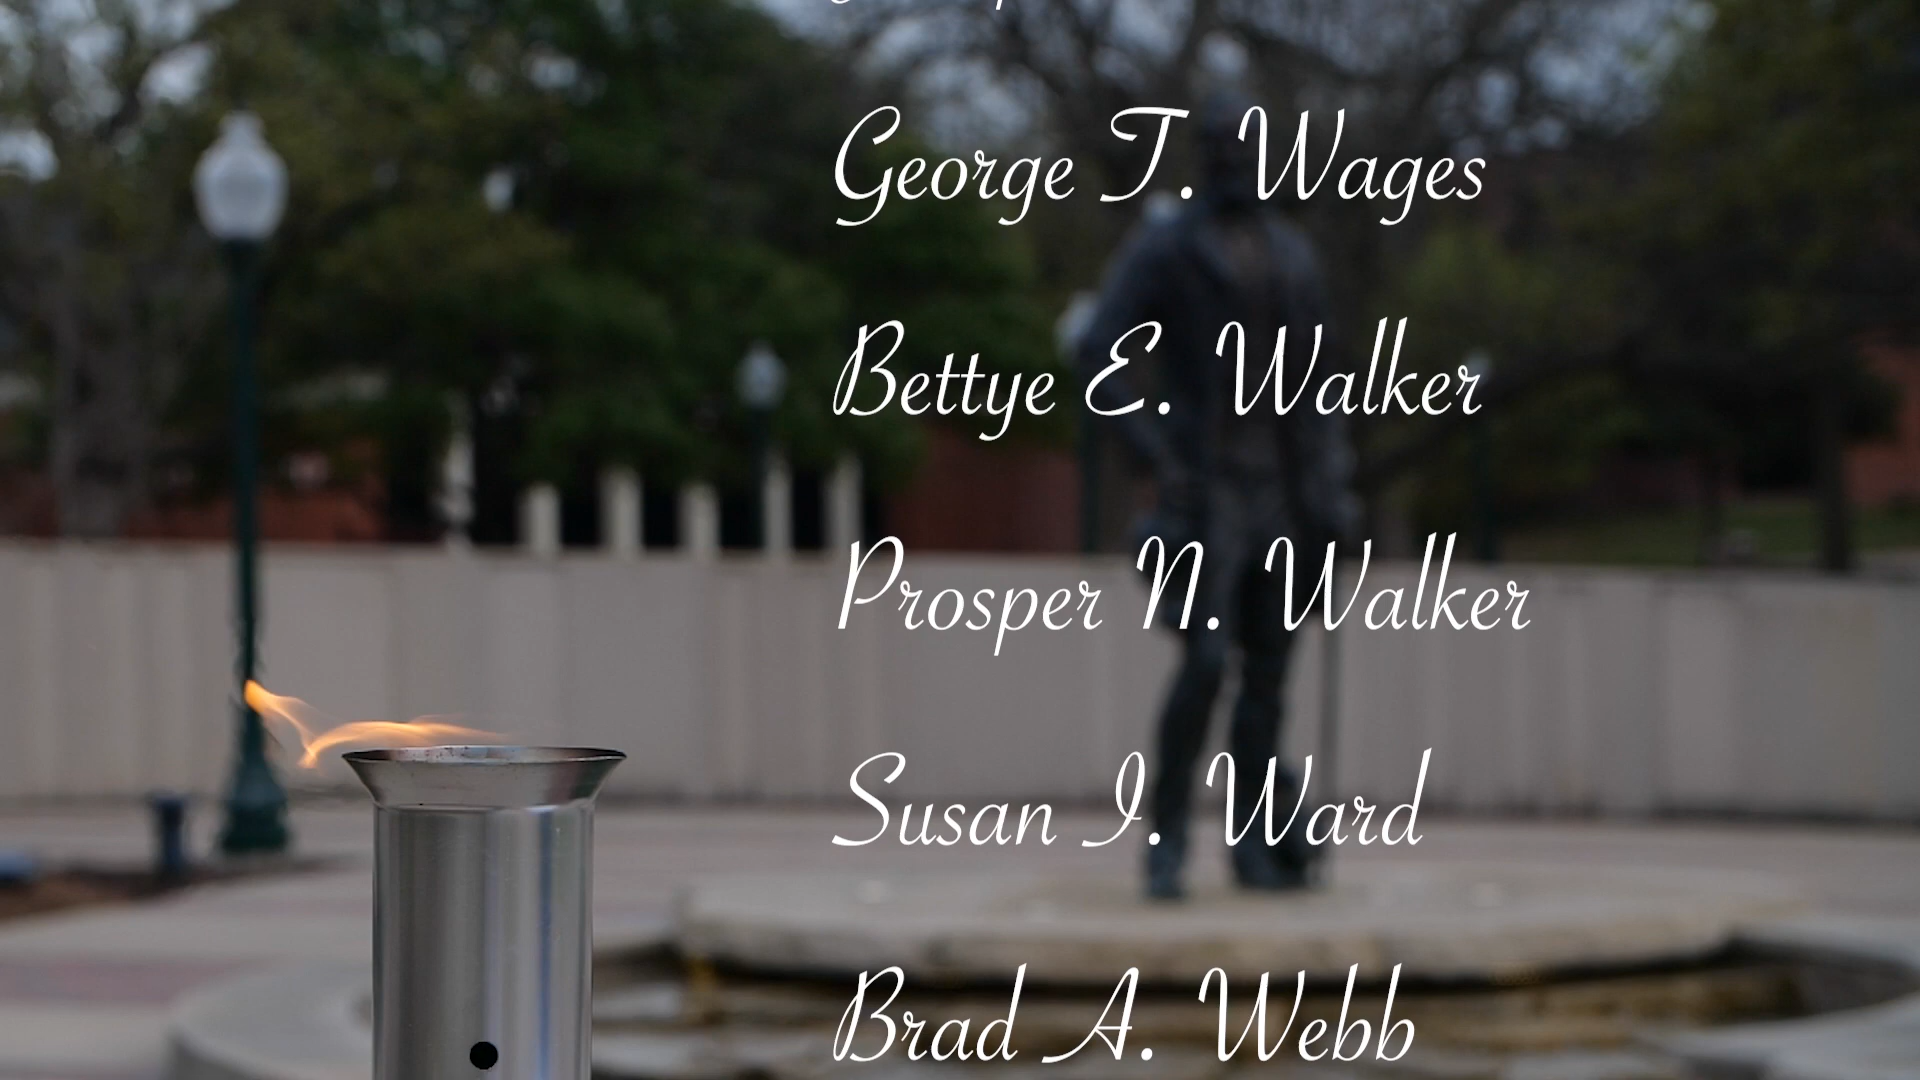 George T. Wages
Bettye E. Walker
Prosper N. Walker
Susan I. Ward
Brad A. Webb